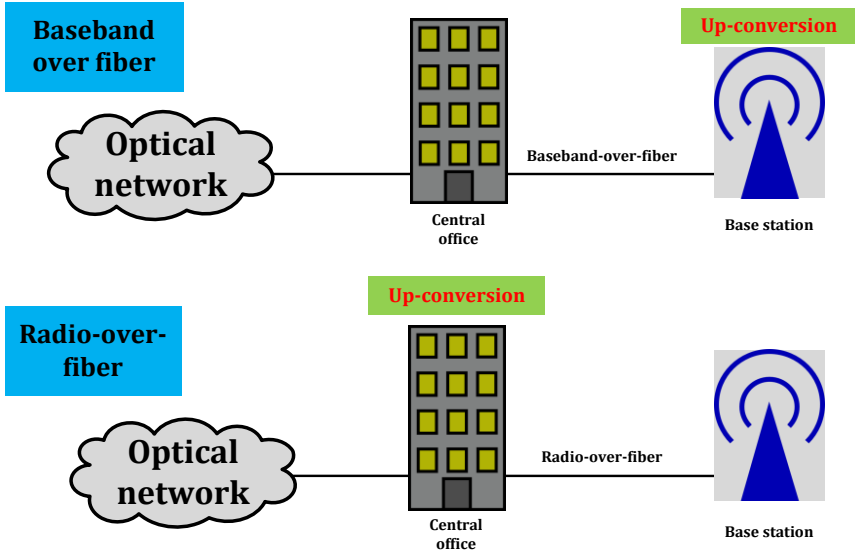 Baseband
over fiber
Up-conversion
Optical
network
Baseband-over-fiber
Central
office
Base station
Up-conversion
Radio-over-
fiber
Optical
network
Radio-over-fiber
Central
office
Base station